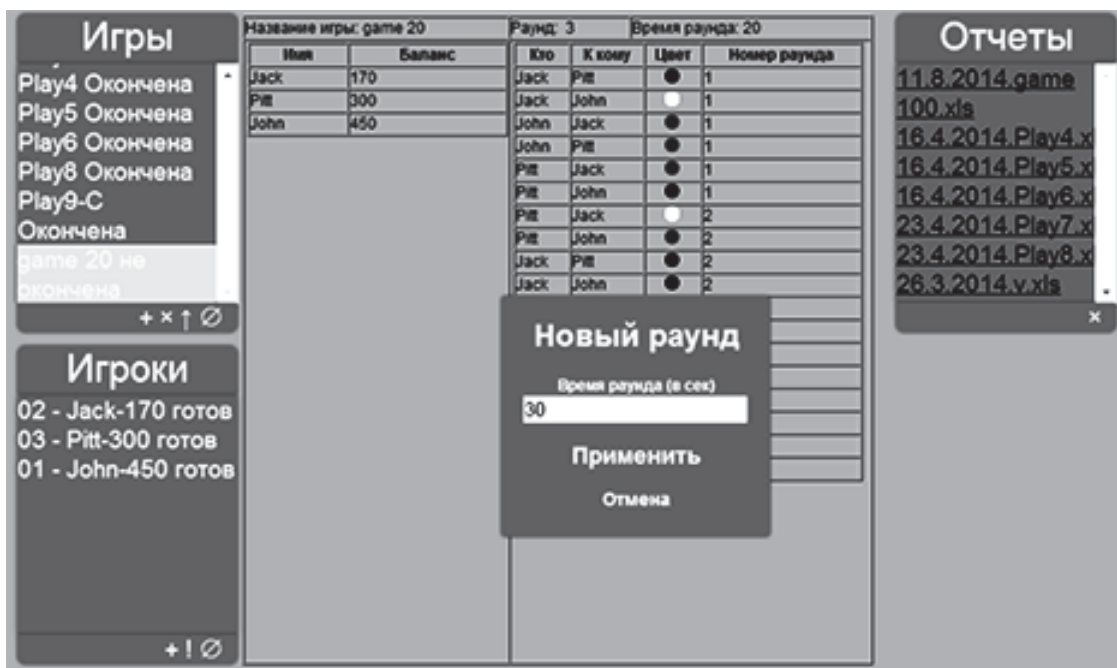 Игры
Play4 Окончена
Play5 Окончена
Play6 Окончена
Play8 Окончена
Play9-C
Окончена
game 20 не
окончена
+ × ↑ ∅
Игроки
02 - Jack-170 готов
03 - Pitt-300 готов
01 - John-450 готов
+ ! ∅
Название игры: game 20 Раунд: 3 Время раунда: 20
Имя Баланс
Jack 170
Pitt 300
John 450
Кто К кому Цвет Номер раунда
Jack Pitt 1
Jack John 1
John Jack 1
John Pitt 1
Pitt Jack 1
Pitt John 1
Pitt Jack 2
Pitt John 2
Jack Pitt 2
Jack John 2
Новый раунд
Время раунда (в сек)
30
Применить
Отмена
Отчеты
11.8.2014.game
100.xls
16.4.2014.Play4.x
16.4.2014.Play5.x
16.4.2014.Play6.x
23.4.2014.Play7.x
23.4.2014.Play8.x
26.3.2014.v.xls
×